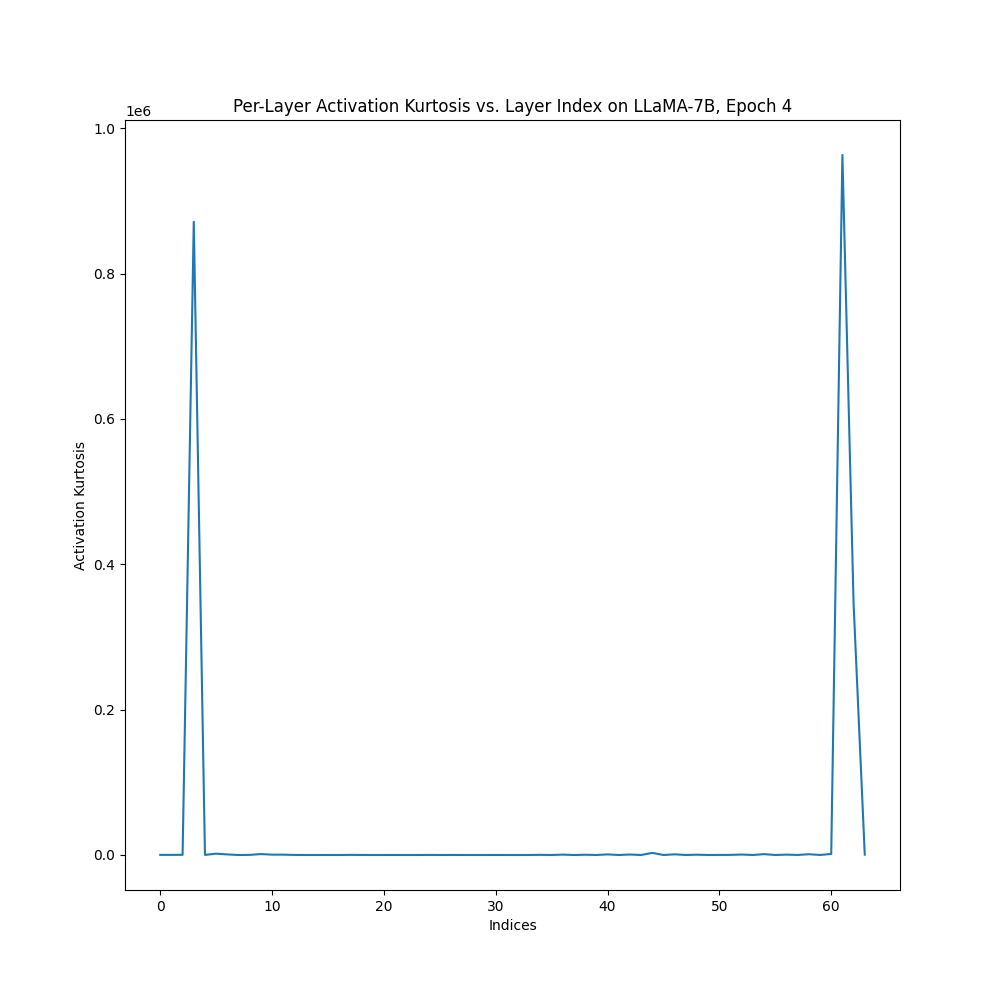 Per-Layer Activation Kurtosis vs. Layer Index on LLaMA-7B, Epoch 4
1e6
1.0
0.8
0.6
0.4
0.2
0.0
Activation Kurtosis
0 10 20 30 40 50 60
Indices